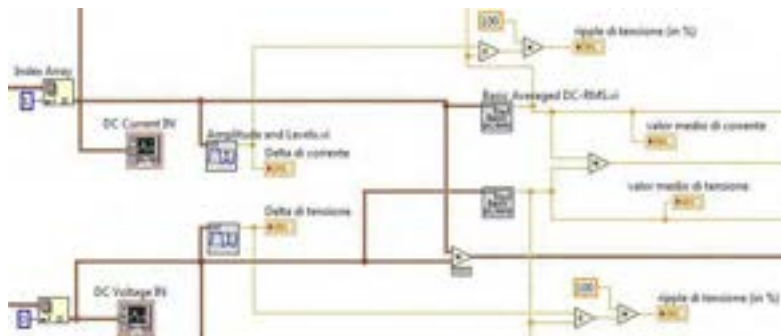 100
ripple di tensione (in %)
Index Array
Basic Averaged DC-RMS.vi
DC Current IN
Amplitude and Levels.vi
valor medio di corrente
Delta di corrente
valor medio di tensione
Delta di tensione
DC Voltage IN
100
ripple di tensione (in %)